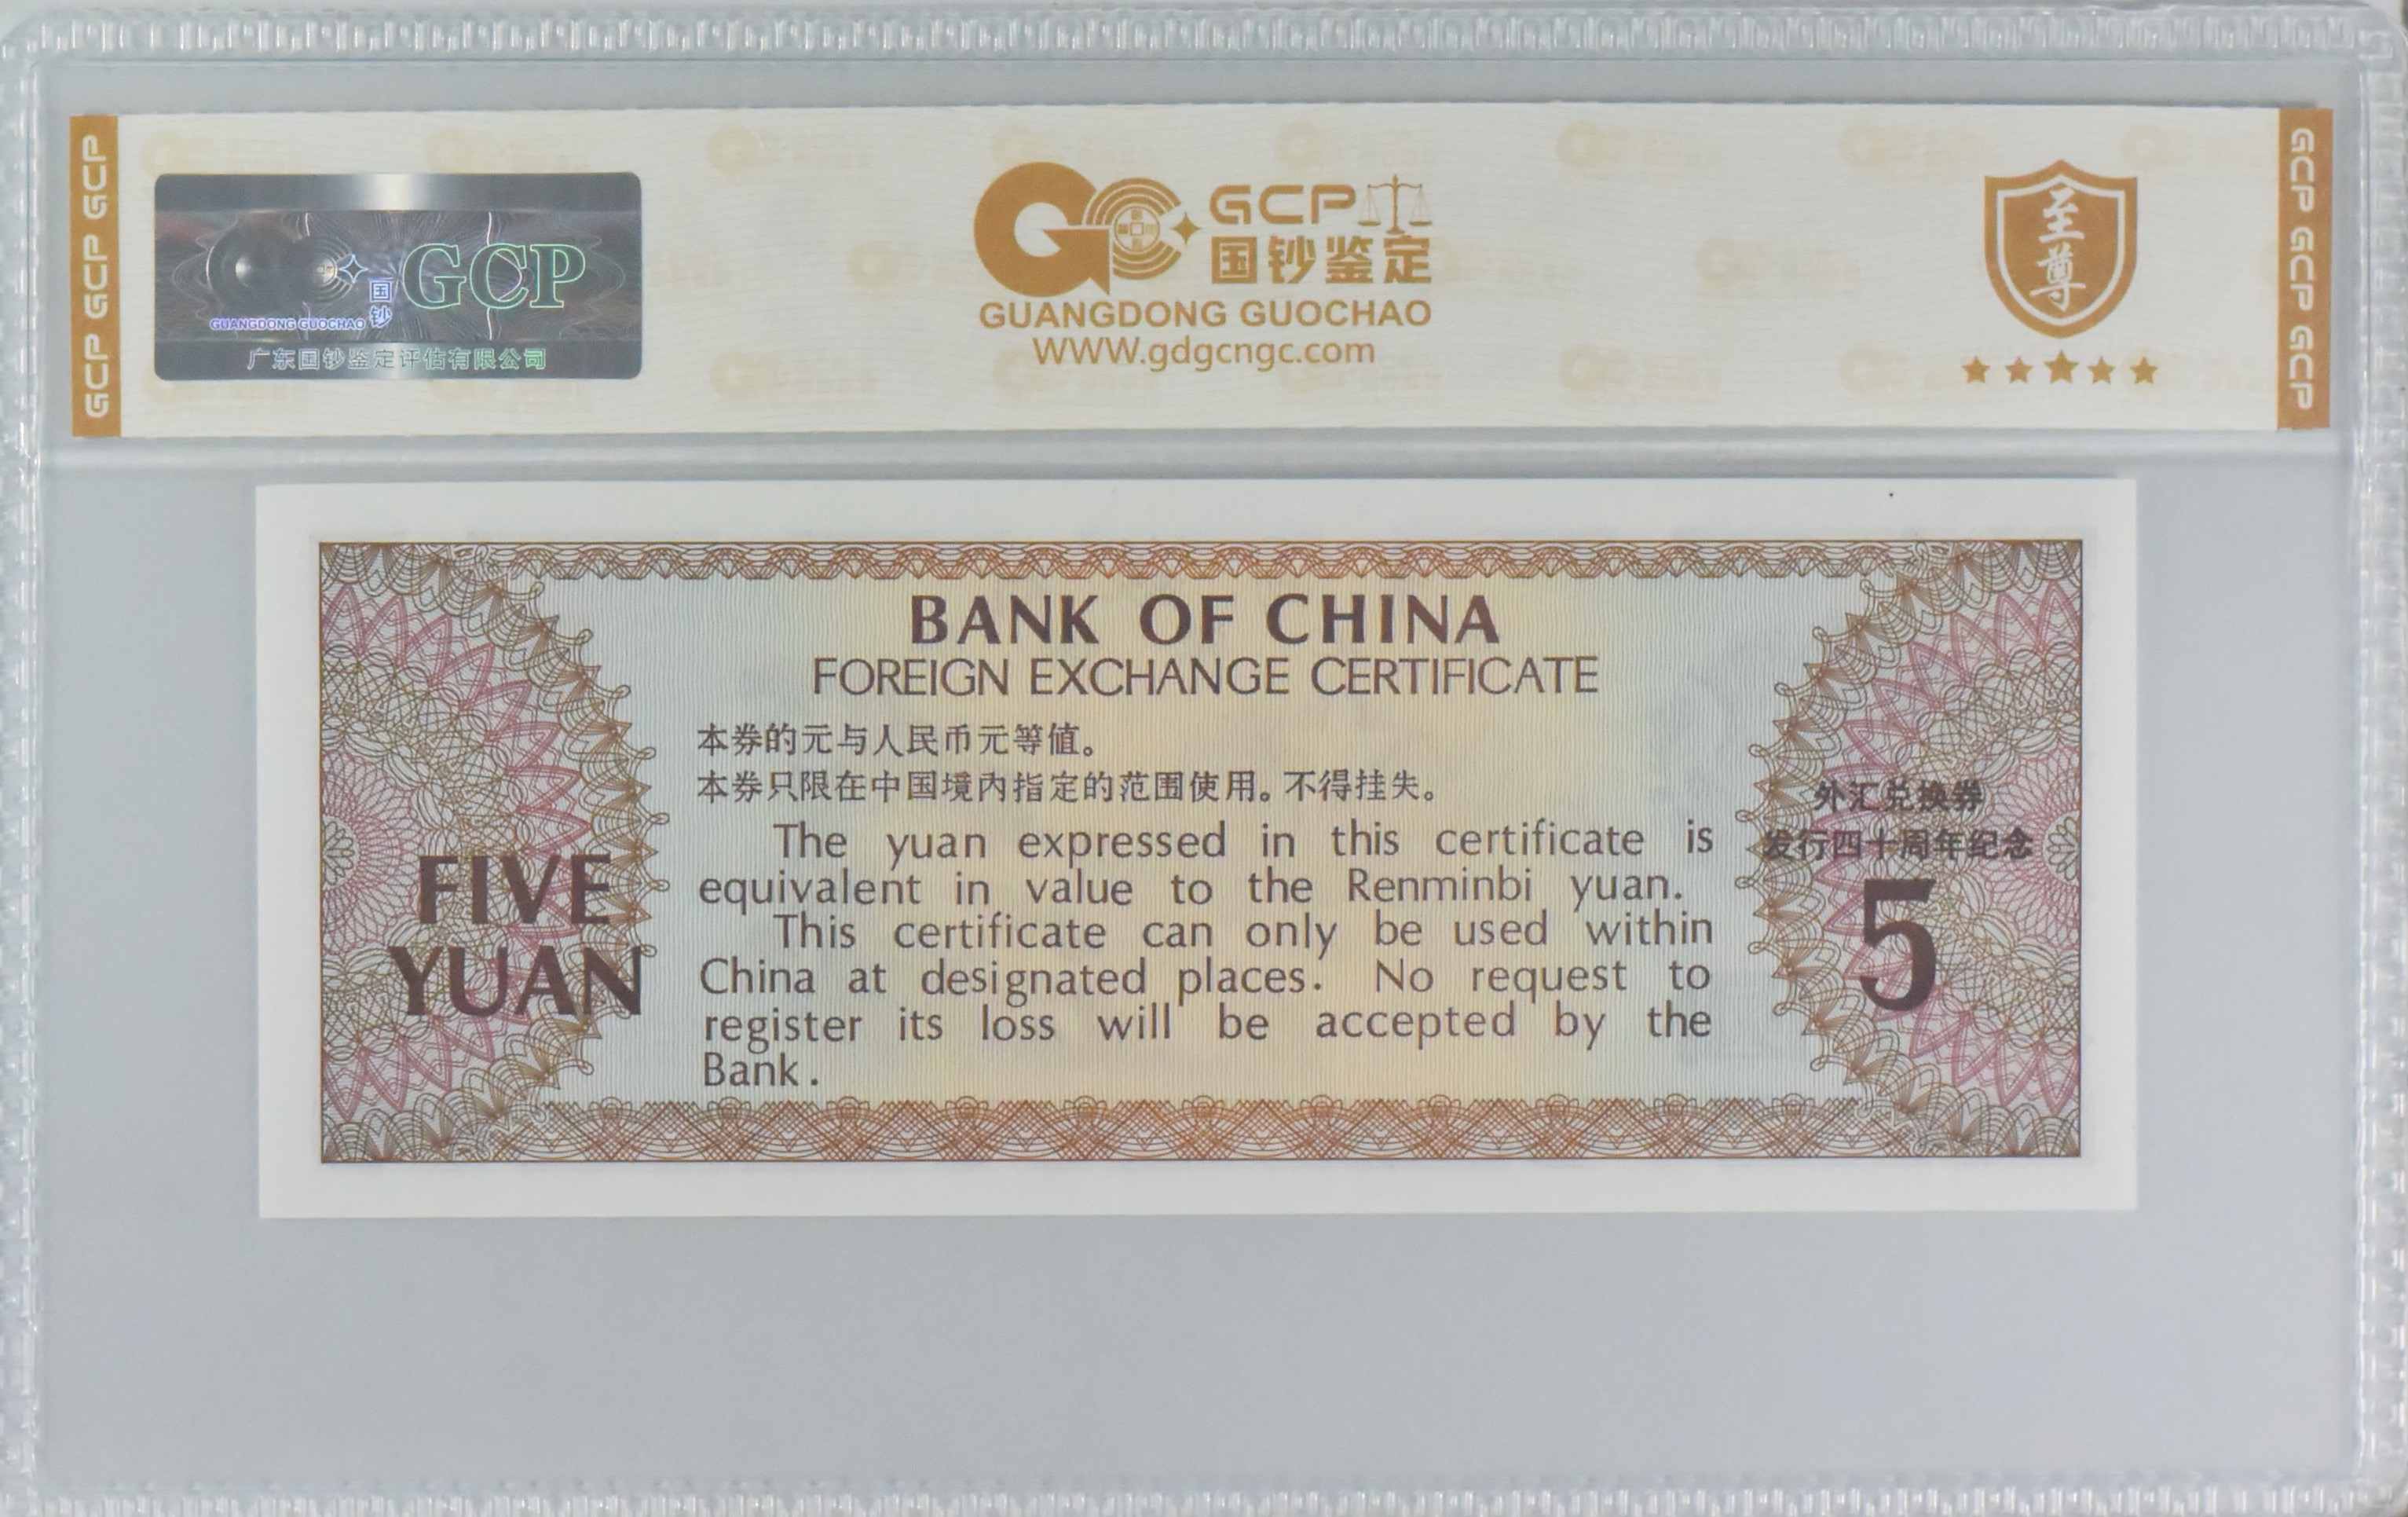 GCP GCP GCP
GCP
国
钞
GUANGDONG GUOCHAO
广东国钞鉴定评估有限公司
GCP
国钞鉴定
GUANGDONG GUOCHAO
WWW.gdgcngc.com
至
尊
GCP GCP GCP
BANK OF CHINA
FOREIGN EXCHANGE CERTIFICATE
本券的元与人民币元等值。
本券只限在中国境内指定的范围使用。不得挂失。
The yuan expressed in this certificate is
equivalent in value to the Renminbi yuan.
This certificate can only be used within
China at designated places. No request to
register its loss will be accepted by the
Bank.
FIVE
YUAN
外汇兑换券
发行四十周年纪念
5